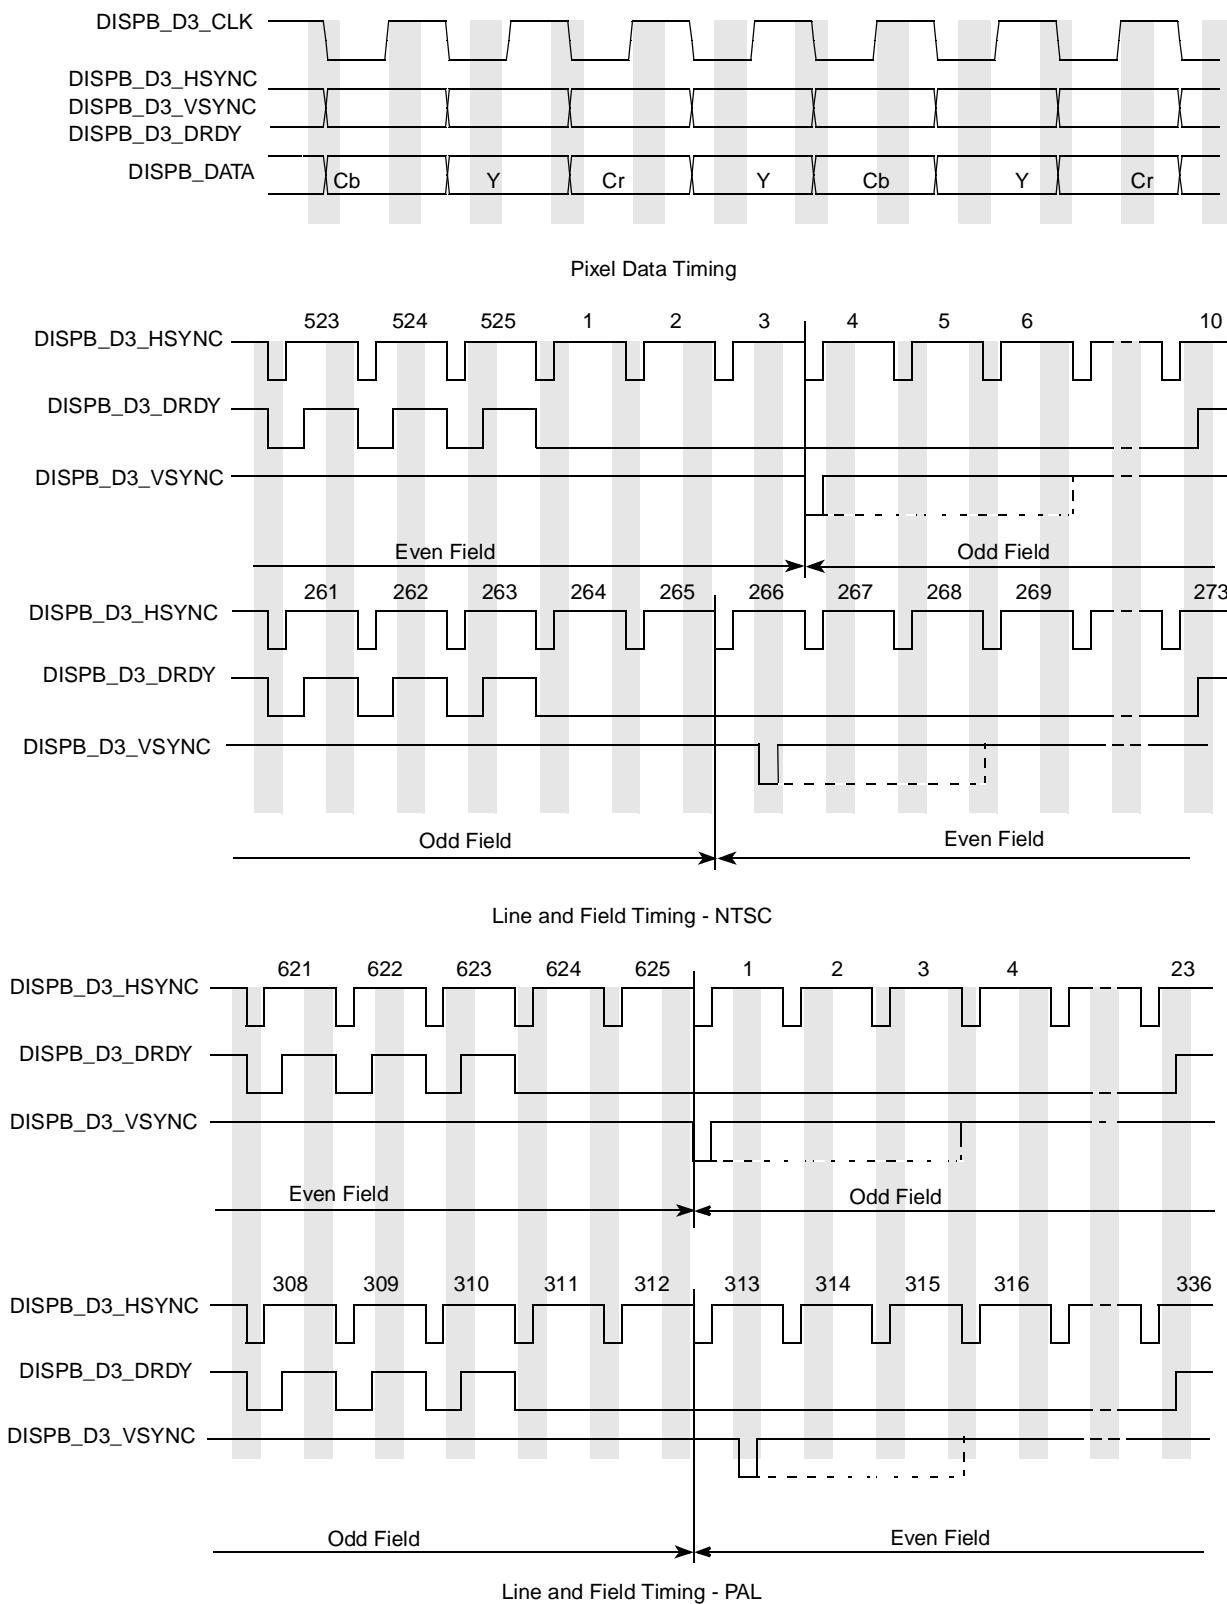 DISPB_D3_CLK
DISPB_D3_HSYNC
DISPB_D3_VSYNC
DISPB_D3_DRDY
DISPB_DATA
Cb Y Cr Y Cb Y Cr
Pixel Data Timing
523 524 525 1 2 3 4 5 6 10
DISPB_D3_HSYNC
DISPB_D3_DRDY
DISPB_D3_VSYNC
Even Field Odd Field
261 262 263 264 265 266 267 268 269 273
DISPB_D3_HSYNC
DISPB_D3_DRDY
DISPB_D3_VSYNC
Odd Field Even Field
Line and Field Timing - NTSC
621 622 623 624 625 1 2 3 4 23
DISPB_D3_HSYNC
DISPB_D3_DRDY
DISPB_D3_VSYNC
Even Field Odd Field
308 309 310 311 312 313 314 315 316 336
DISPB_D3_HSYNC
DISPB_D3_DRDY
DISPB_D3_VSYNC
Odd Field Even Field
Line and Field Timing - PAL